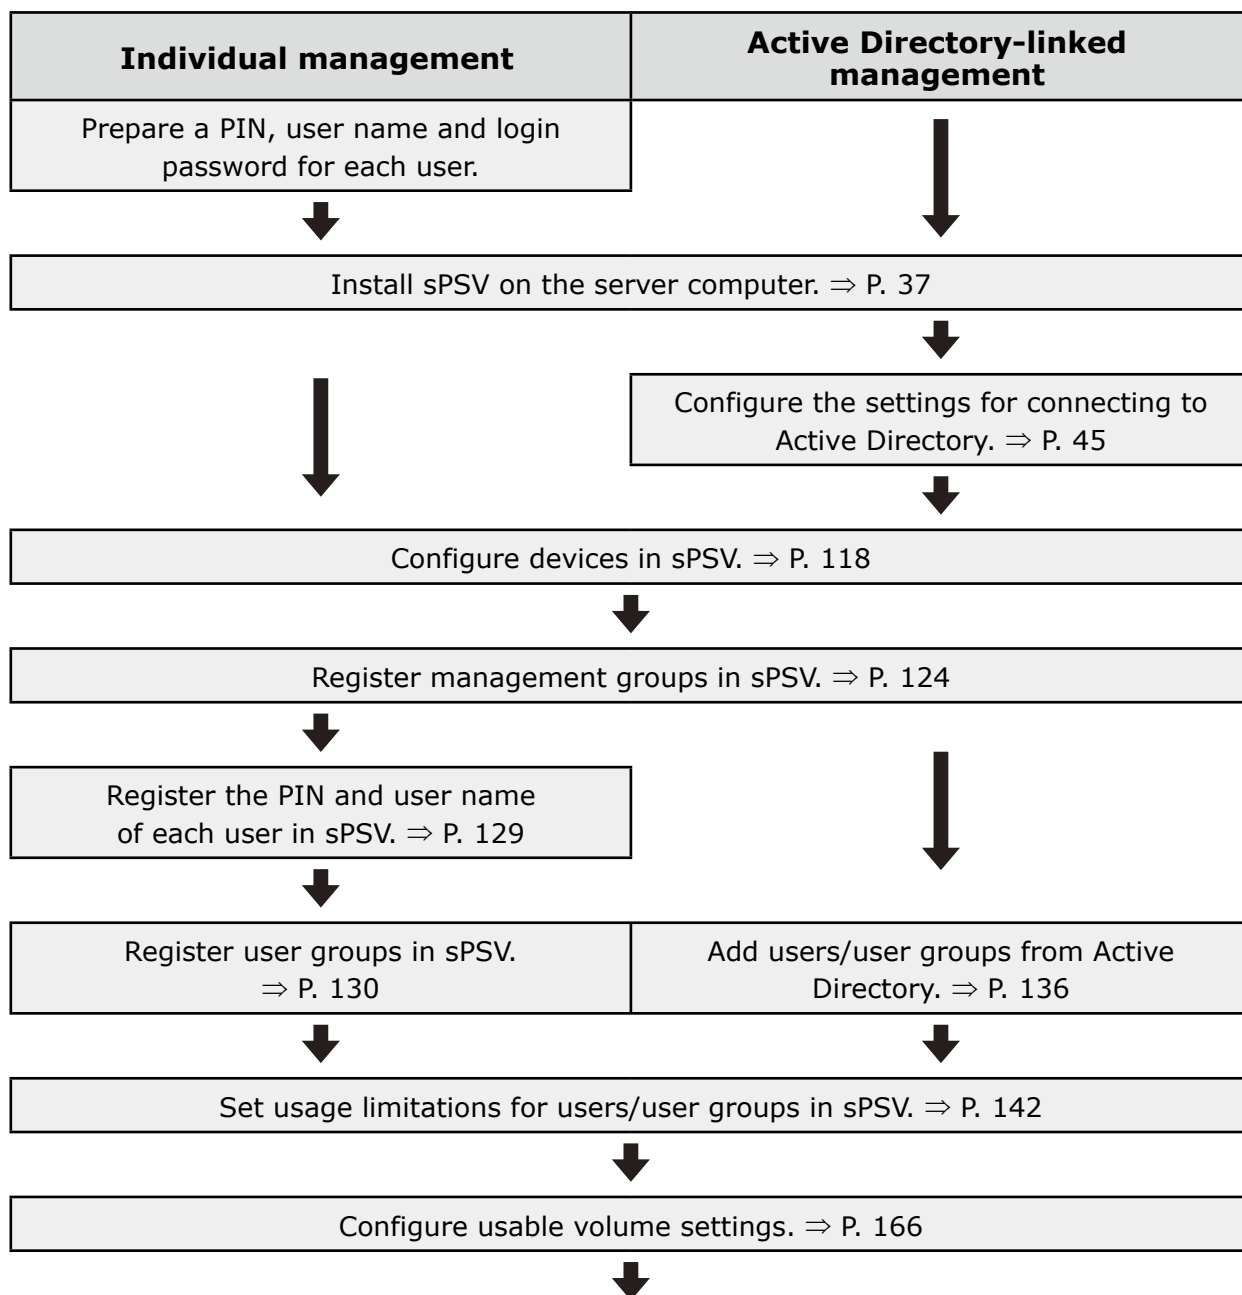 Individual management
Active Directory-linked
management
Prepare a PIN, user name and login
password for each user.
Install sPSV on the server computer. ⇒ P. 37
Configure the settings for connecting to
Active Directory. ⇒ P. 45
Configure devices in sPSV. ⇒ P. 118
Register management groups in sPSV. ⇒ P. 124
Register the PIN and user name
of each user in sPSV. ⇒ P. 129
Register user groups in sPSV.
⇒ P. 130
Add users/user groups from Active
Directory. ⇒ P. 136
Set usage limitations for users/user groups in sPSV. ⇒ P. 142
Configure usable volume settings. ⇒ P. 166